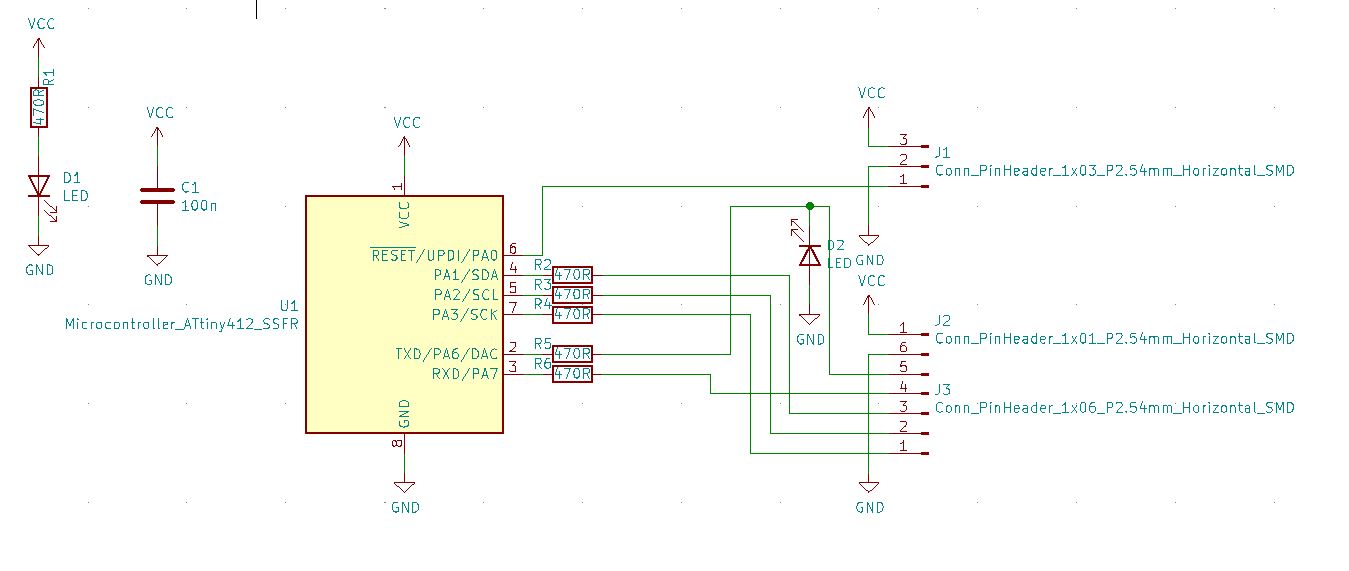 VCC
R1
470R
D1
LED
GND
VCC
C1
100n
GND
VCC
1
VCC
RESET/UPDI/PA0
6
PA1/SDA
4
PA2/SCL
5
PA3/SCK
7
TXD/PA6/DAC
2
RXD/PA7
3
GND
8
GND
U1
Microcontroller_ATtiny412_SSFR
R2
470R
R3
470R
R4
470R
R5
470R
R6
470R
D2
LED
GND
VCC
3
2
1
J1
Conn_PinHeader_1x03_P2.54mm_Horizontal_SMD
GND
VCC
1
J2
Conn_PinHeader_1x01_P2.54mm_Horizontal_SMD
6
5
4
3
2
1
J3
Conn_PinHeader_1x06_P2.54mm_Horizontal_SMD
GND